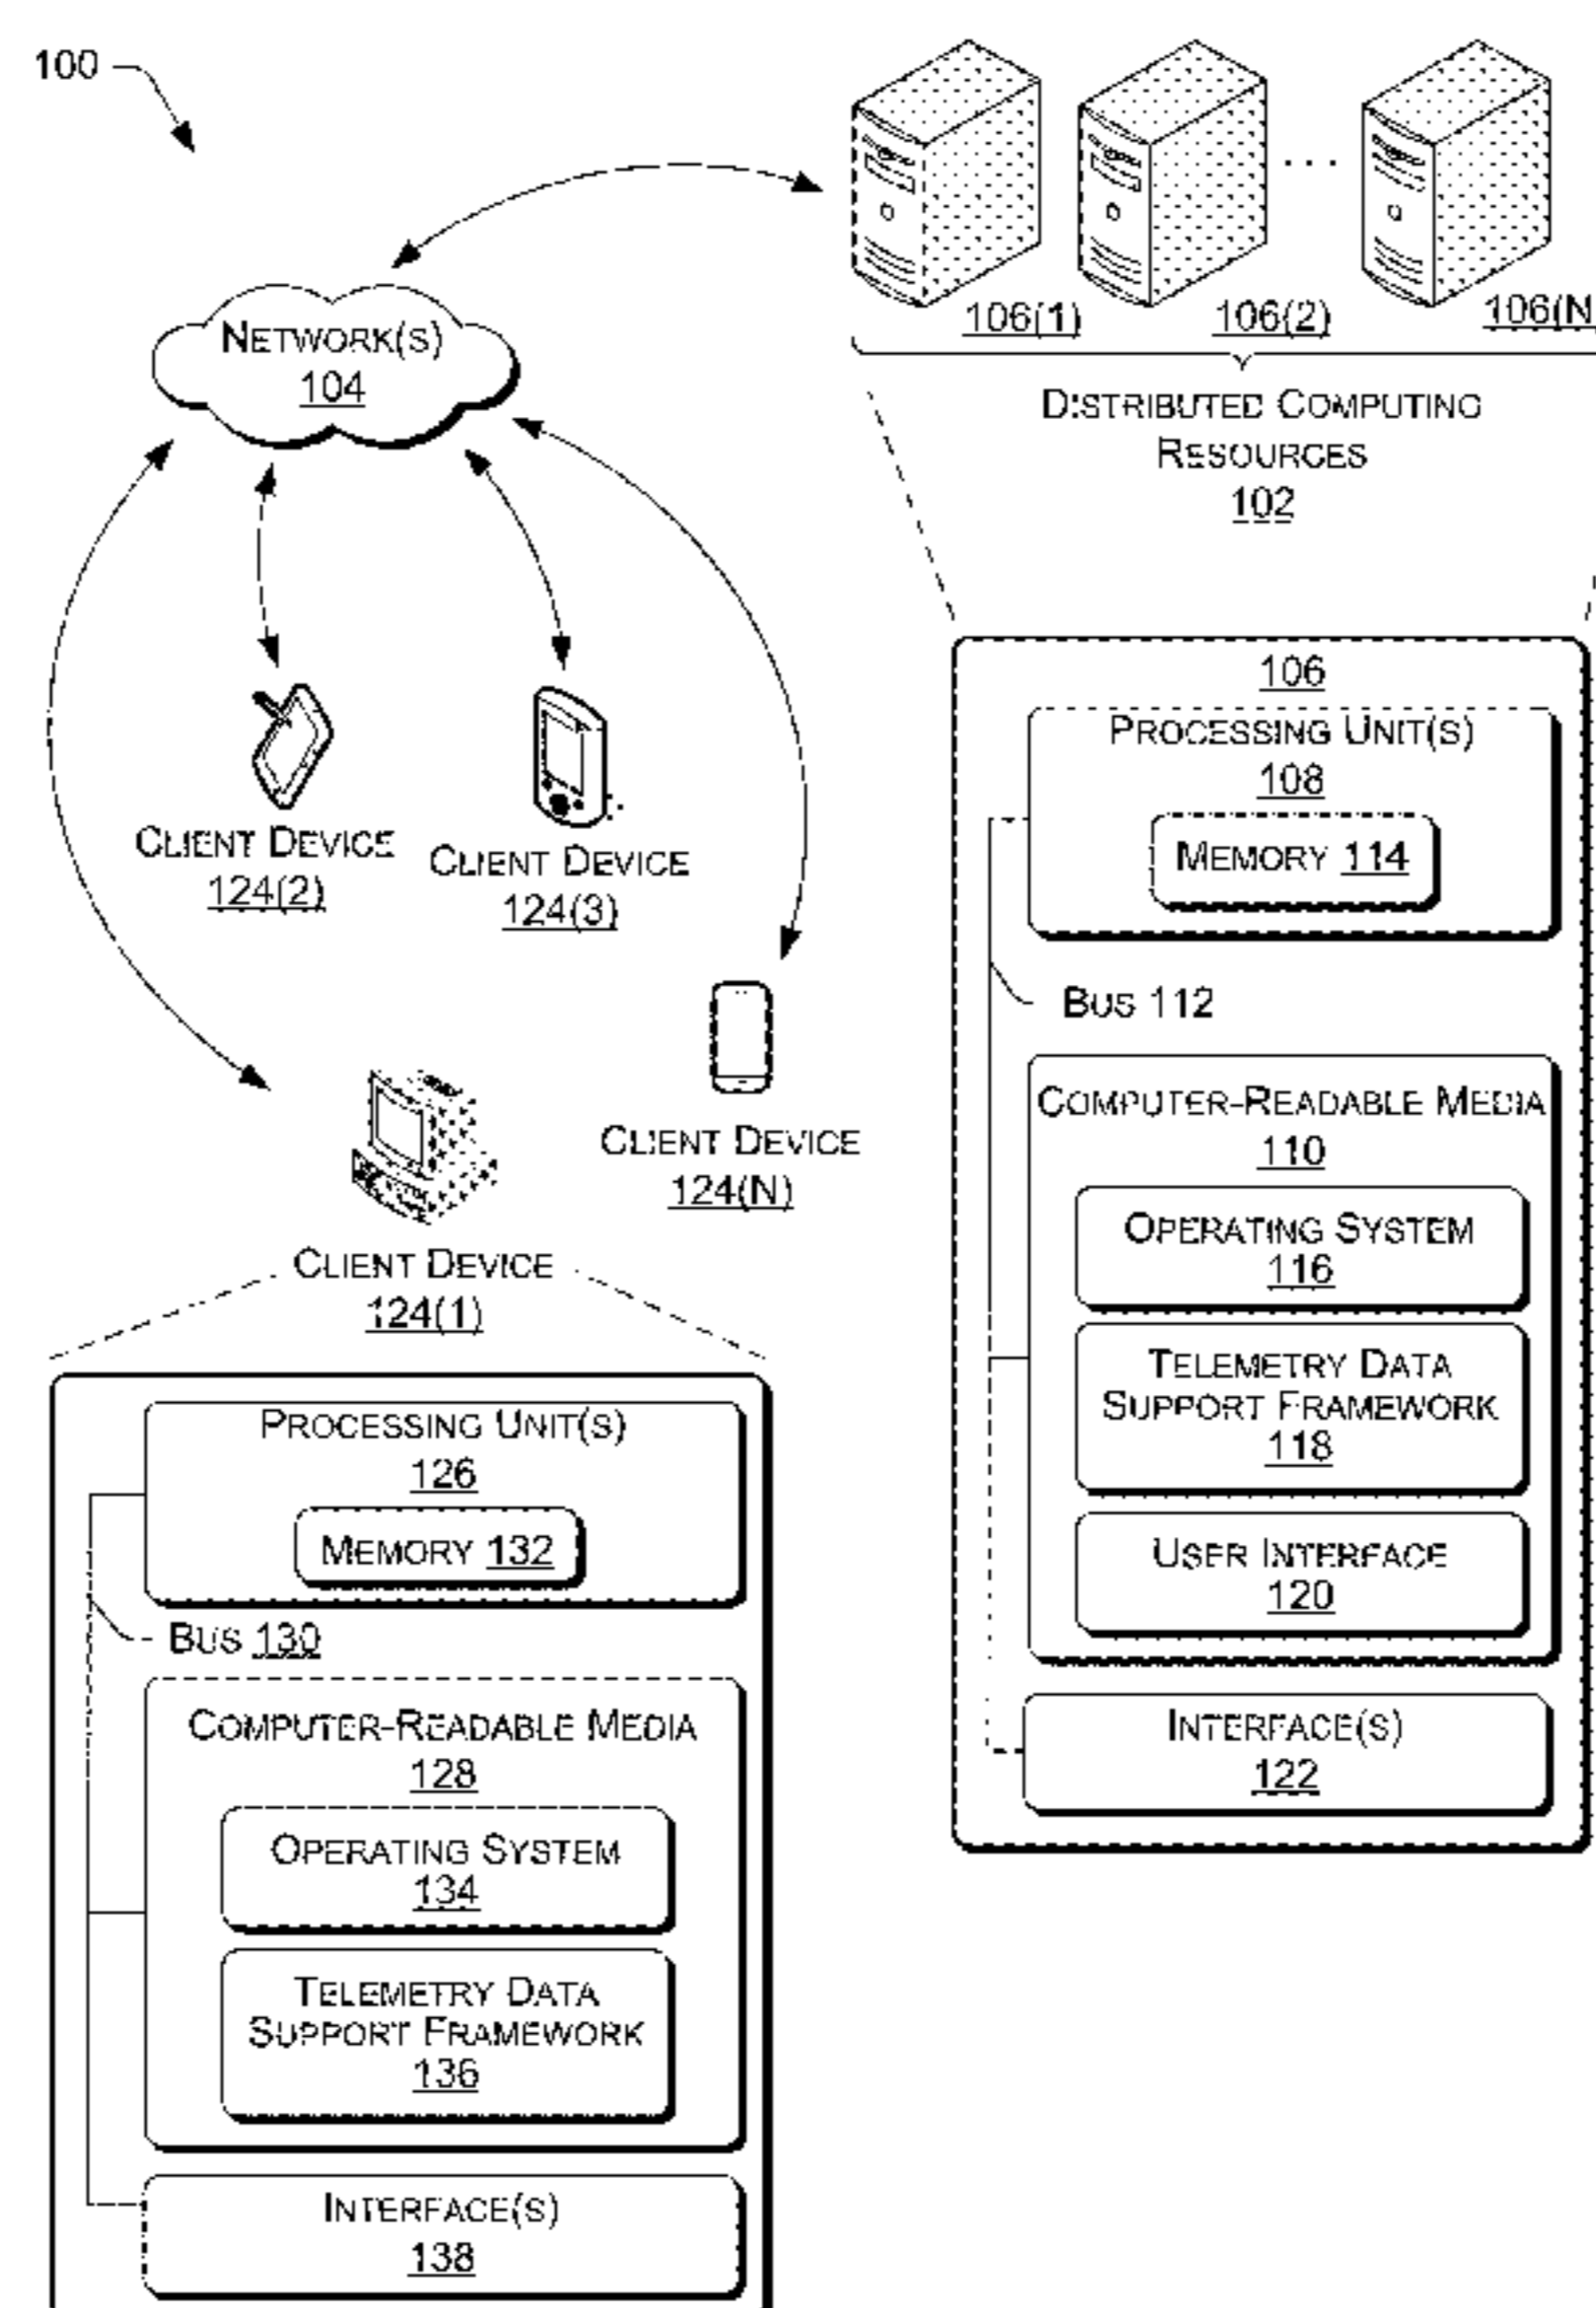 100
106(1)
106(2)
106(N
NETWORK(S)
104
DISTRIBUTED COMPUTING
RESOURCES
102
106
PROCESSING UNIT(S)
108
MEMORY 114
BUS 112
COMPUTER-READABLE MEDIA
110
OPERATING SYSTEM
116
TELEMETRY DATA
SUPPORT FRAMEWORK
118
USER INTERFACE
120
INTERFACE(S)
122
CLIENT DEVICE
124(2)
CLIENT DEVICE
124(3)
CLIENT DEVICE
124(N)
CLIENT DEVICE
124(1)
PROCESSING UNIT(S)
126
MEMORY 132
BUS 130
COMPUTER-READABLE MEDIA
128
OPERATING SYSTEM
134
TELEMETRY DATA
SUPPORT FRAMEWORK
136
INTERFACE(S)
138